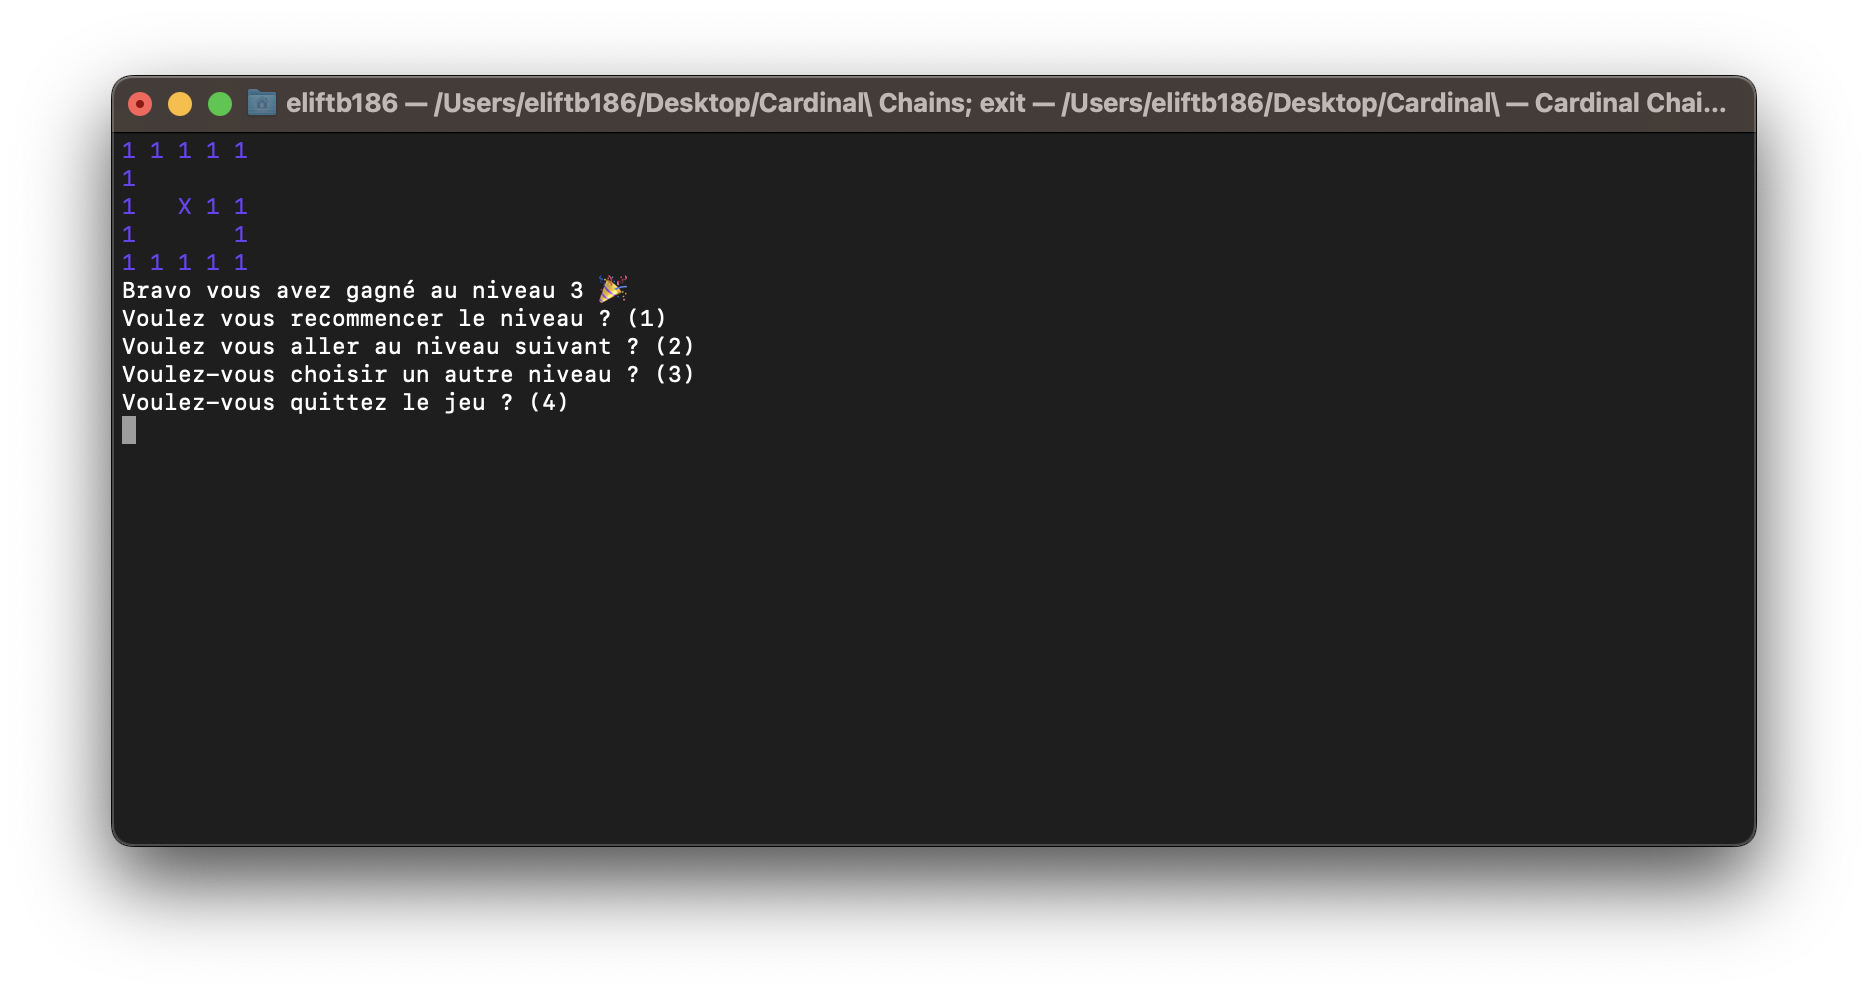 eliftb186 — /Users/eliftb186/Desktop/Cardinal\ Chains; exit — /Users/eliftb186/Desktop/Cardinal\ — Cardinal Chai...
1 1 1 1 1
1
1   X 1 1
1       1
1 1 1 1 1
Bravo vous avez gagné au niveau 3 🎉
Voulez vous recommencer le niveau ? (1)
Voulez vous aller au niveau suivant ? (2)
Voulez-vous choisir un autre niveau ? (3)
Voulez-vous quittez le jeu ? (4)